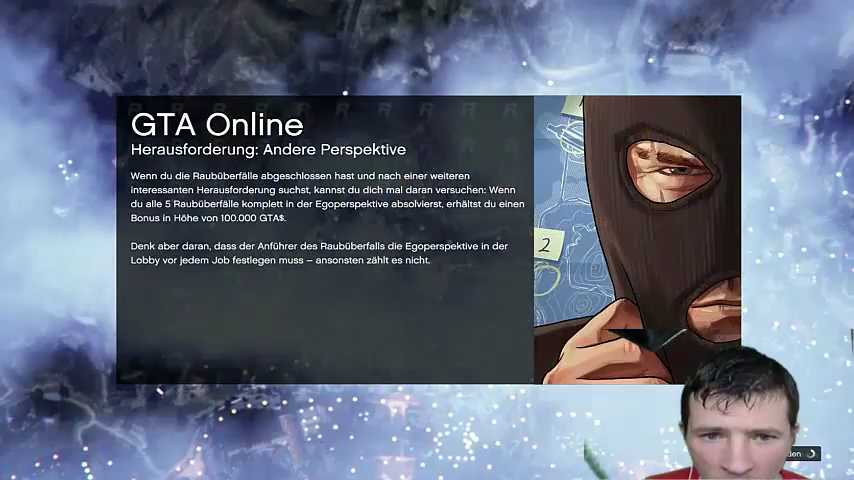 GTA Online
Herausforderung: Andere Perspektive
Wenn du die Raubüberfälle abgeschlossen hast und nach einer weiteren
interessanten Herausforderung suchst, kannst du dich mal daran versuchen: Wenn
du alle 5 Raubüberfälle komplett in der Egoperspektive absolvierst, erhältst du einen
Bonus in Höhe von 100.000 GTA$.
Denk aber daran, dass der Anführer des Raubüberfalls die Egoperspektive in der
Lobby vor jedem Job festlegen muss – ansonsten zählt es nicht.
2